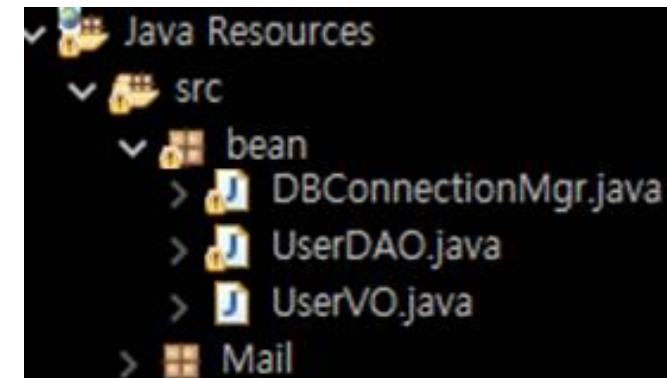 Java Resources
src
bean
DBConnectionMgr.java
UserDAO.java
UserVO.java
Mail